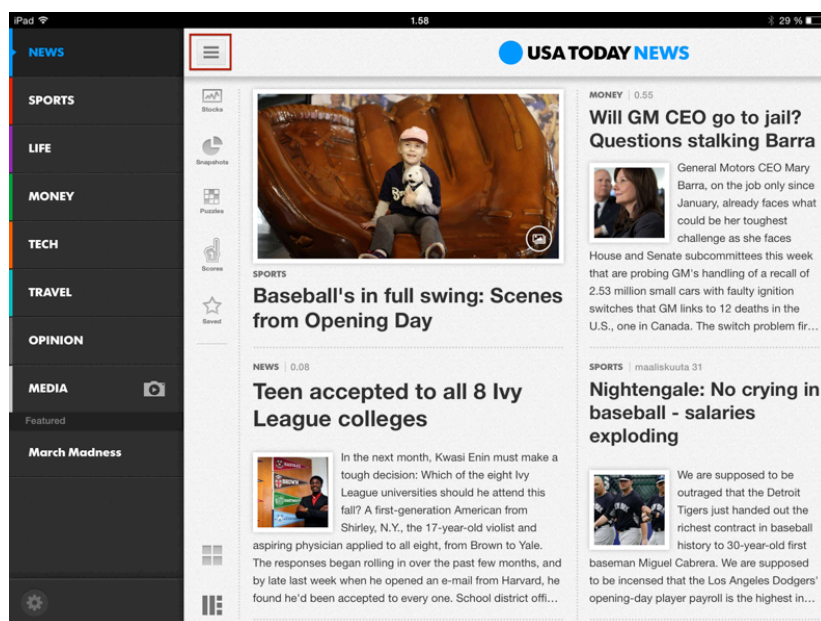 iPad
1.58
29 %
NEWS
SPORTS
LIFE
MONEY
TECH
TRAVEL
OPINION
MEDIA
Featured
March Madness
USA TODAY NEWS
Stocks
Snapshots
Puzzles
Scores
Saved
SPORTS
Baseball's in full swing: Scenes
from Opening Day
NEWS | 0.08
Teen accepted to all 8 Ivy
League colleges
In the next month, Kwasi Enin must make a
tough decision: Which of the eight Ivy
League universities should he attend this
fall? A first-generation American from
Shirley, N.Y., the 17-year-old violist and
aspiring physician applied to all eight, from Brown to Yale.
The responses began rolling in over the past few months, and
by late last week when he opened an e-mail from Harvard, he
found he'd been accepted to every one. School district offi...
MONEY | 0.55
Will GM CEO go to jail?
Questions stalking Barra
General Motors CEO Mary
Barra, on the job only since
January, already faces what
could be her toughest
challenge as she faces
House and Senate subcommittees this week
that are probing GM's handling of a recall of
2.53 million small cars with faulty ignition
switches that GM links to 12 deaths in the
U.S., one in Canada. The switch problem fir...
SPORTS | maaliskuuta 31
Nightengale: No crying in
baseball - salaries
exploding
We are supposed to be
outraged that the Detroit
Tigers just handed out the
richest contract in baseball
history to 30-year-old first
baseman Miguel Cabrera. We are supposed
to be incensed that the Los Angeles Dodgers'
opening-day player payroll is the highest in...